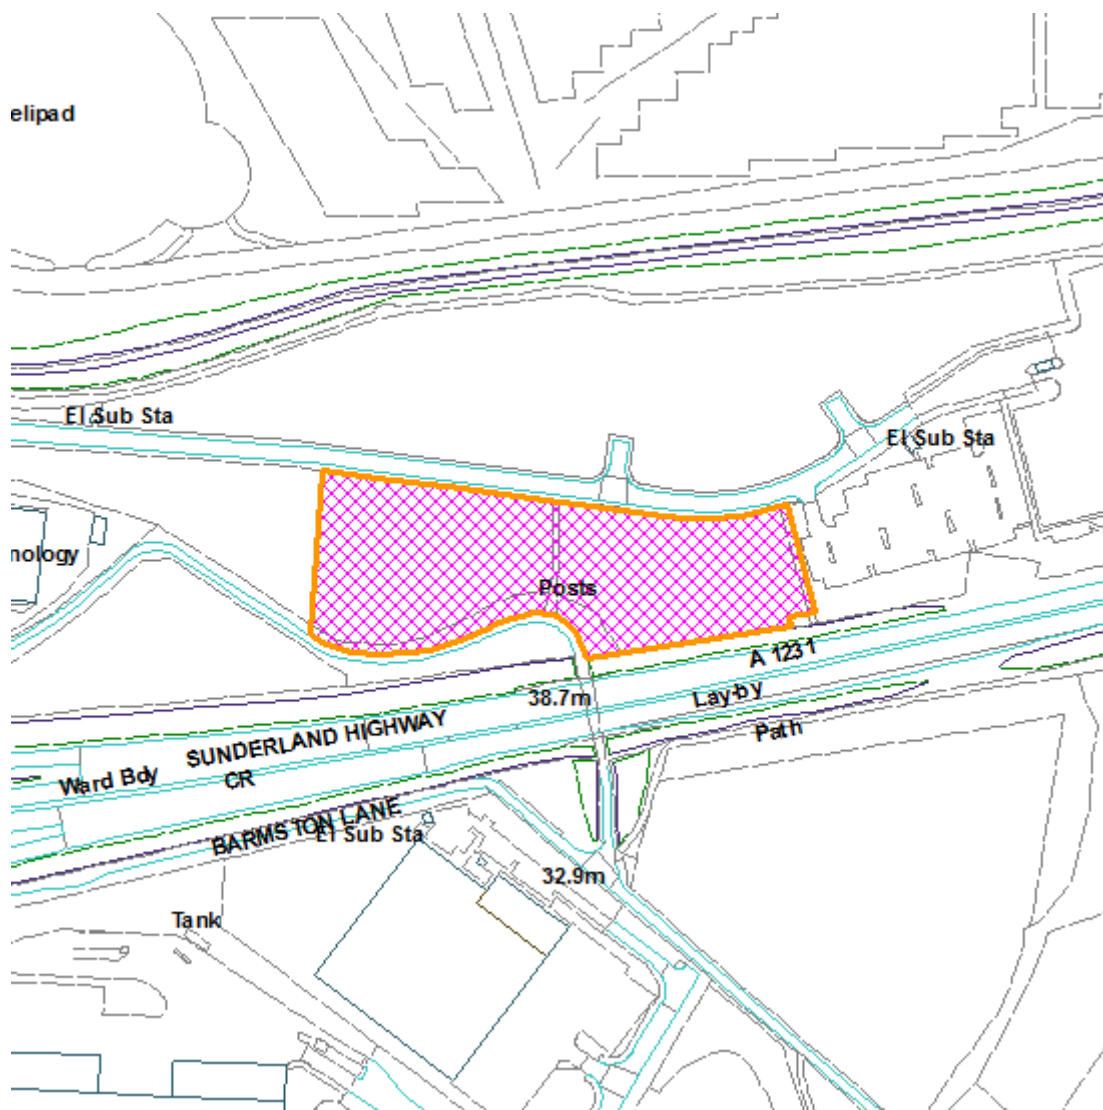 elipad
El Sub Sta
El Sub Sta
nology
Posts
A 1231
38.7m
Lay-by
SUNDERLAND HIGHWAY
Path
Ward Bdy
CR
BARMSTON LANE
El Sub Sta
32.9m
Tank